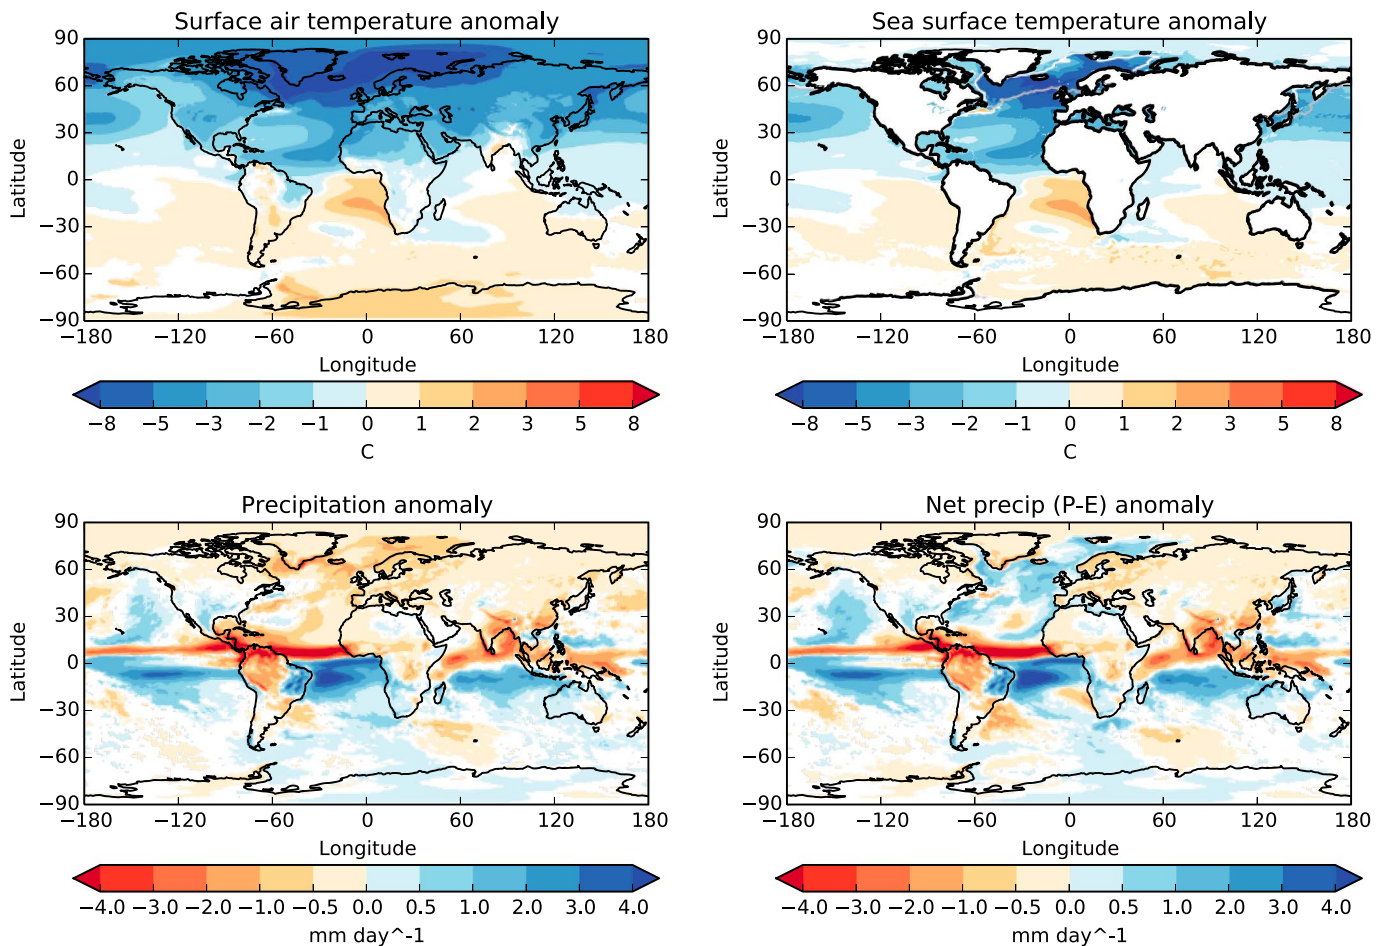 Surface air temperature anomaly
90
60
30
0
−30
−60
−90
Latitude
−180 −120 −60 0 60 120 180
Longitude
−8 −5 −3 −2 −1 0 1 2 3 5 8
C
Sea surface temperature anomaly
90
60
30
0
−30
−60
−90
Latitude
−180 −120 −60 0 60 120 180
Longitude
−8 −5 −3 −2 −1 0 1 2 3 5 8
C
Precipitation anomaly
90
60
30
0
−30
−60
−90
Latitude
−180 −120 −60 0 60 120 180
Longitude
−4.0 −3.0 −2.0 −1.0 −0.5 0.0 0.5 1.0 2.0 3.0 4.0
mm day^-1
Net precip (P-E) anomaly
90
60
30
0
−30
−60
−90
Latitude
−180 −120 −60 0 60 120 180
Longitude
−4.0 −3.0 −2.0 −1.0 −0.5 0.0 0.5 1.0 2.0 3.0 4.0
mm day^-1